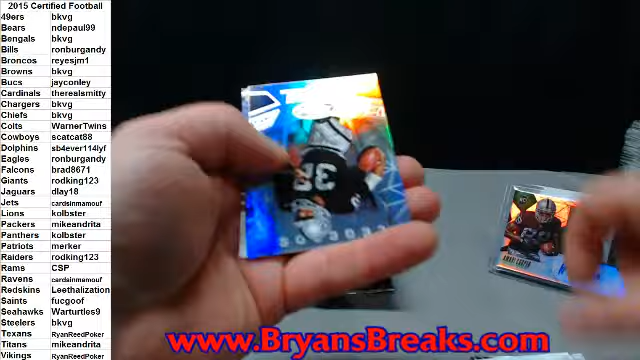 2015 Certified Football
49ers bkvg
Bears ndepaul99
Bengals bkvg
Bills ronburgandy
Broncos reyesjm1
Browns bkvg
Bucs jayconley
Cardinals therealsmitty
Chargers bkvg
Chiefs bkvg
Colts WarnerTwins
Cowboys scatcat88
Dolphins sb4ever114lyf
Eagles ronburgandy
Falcons brad8671
Giants rodking123
Jaguars dlay18
Jets cardsinmamouf
Lions kolbster
Packers mikeandrita
Panthers kolbster
Patriots merker
Raiders rodking123
Rams CSP
Ravens cardsinmamouf
Redskins Leethalization
Saints fucgoof
Seahawks Warturtles9
Steelers bkvg
Texans RyanReedPoker
Titans mikeandrita
Vikings RyanReedPoker
RC
AMARI COOPER
www.BryansBreaks.com